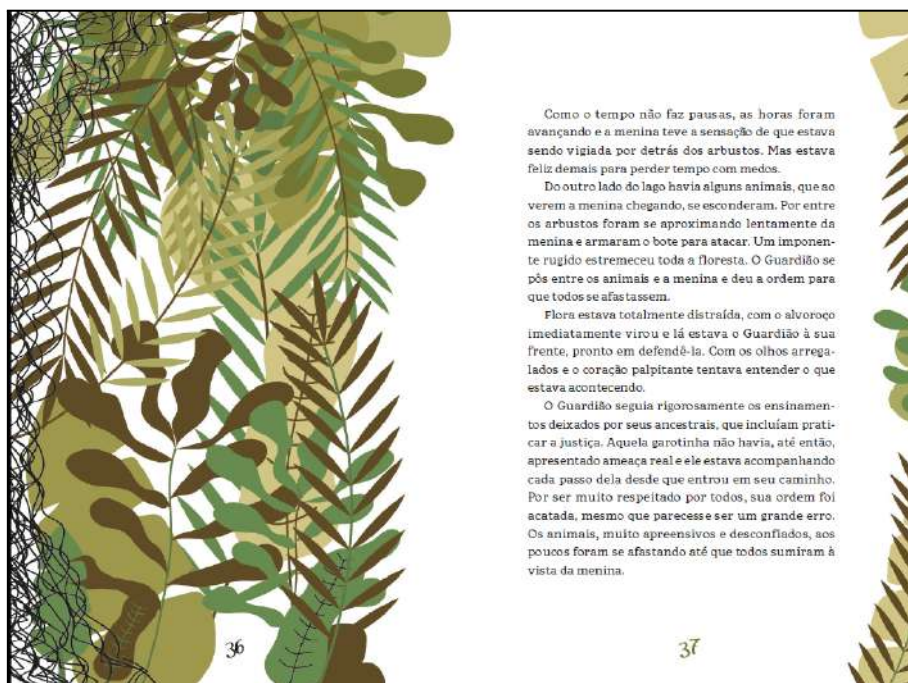 Como o tempo não faz pausas, as horas foram
avançando e a menina teve a sensação de que estava
sendo vigiada por detrás dos arbustos. Mas estava
feliz demais para perder tempo com medos.
Do outro lado do lago havia alguns animais, que ao
verem a menina chegando, se esconderam. Por entre
os arbustos foram se aproximando lentamente da
menina e armaram o bote para atacar. Um imponen-
te rugido estremeceu toda a floresta. O Guardião se
pôs entre os animais e a menina e deu a ordem para
que todos se afastassem.
Flora estava totalmente distraída, com o alvoroço
imediatamente virou e lá estava o Guardião à sua
frente, pronto em defendê-la. Com os olhos arrega-
lados e o coração palpitante tentava entender o que
estava acontecendo.
O Guardião seguia rigorosamente os ensinamen-
tos deixados por seus ancestrais, que incluíam prati-
car a justiça. Aquela garotinha não havia, até então,
apresentado ameaça real e ele estava acompanhando
cada passo dela desde que entrou em seu caminho.
Por ser muito respeitado por todos, sua ordem foi
acatada, mesmo que parecesse ser um grande erro.
Os animais, muito apreensivos e desconfiados, aos
poucos foram se afastando até que todos sumiram à
vista da menina.
36
37